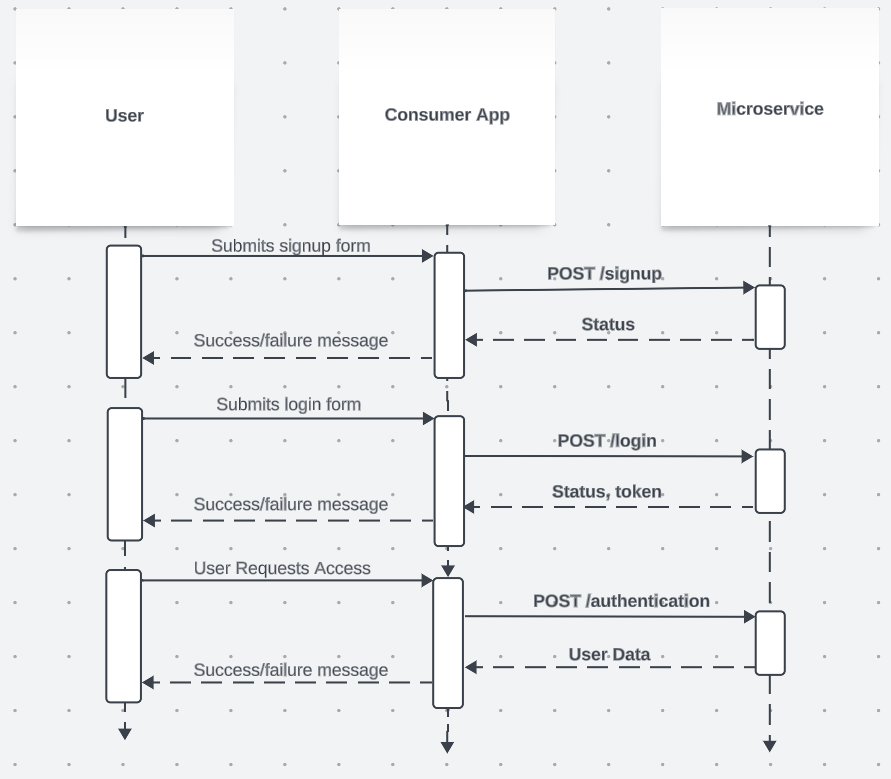 User
Consumer App
Microservice
Submits signup form
POST /signup
Status
Success/failure message
Submits login form
POST /login
Status, token
Success/failure message
User Requests Access
POST /authentication
User Data
Success/failure message